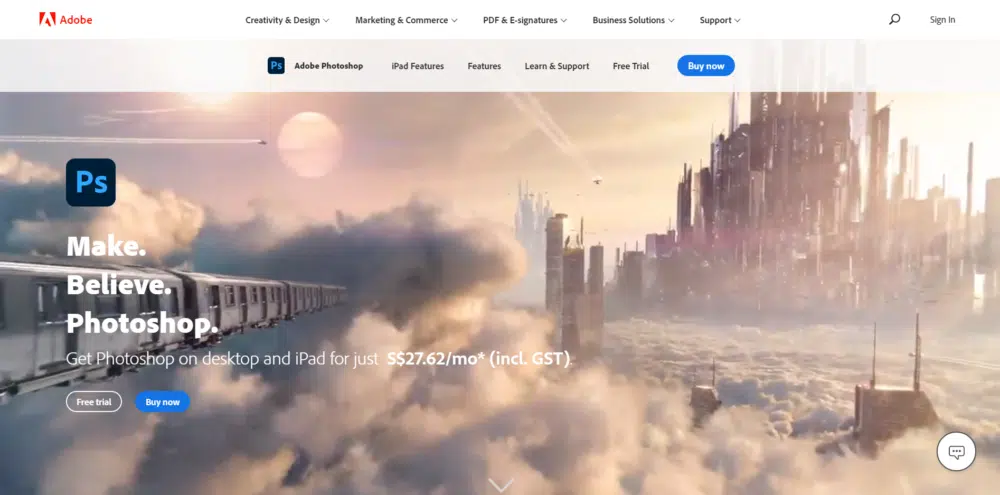 Adobe
Creativity & Design
Marketing & Commerce
PDF & E-signatures
Business Solutions
Support
Sign In
Ps
Adobe Photoshop
iPad Features
Features
Learn & Support
Free Trial
Buy now
Ps
Make.
Believe.
Photoshop.
Get Photoshop on desktop and iPad for just S$27.62/mo* (incl. GST).
Free trial
Buy now